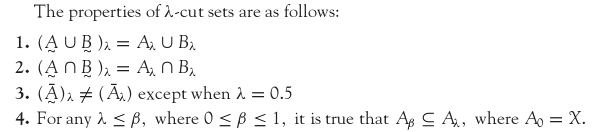 The properties of λ-cut sets are as follows:
1. (A̰ ∪ B̰ )λ = Aλ ∪ Bλ
2. (A̰ ∩ B̰ )λ = Aλ ∩ Bλ
3. (Ā̰)λ ≠ (Āλ) except when λ = 0.5
4. For any λ ≤ β, where 0 ≤ β ≤ 1, it is true that Aβ ⊆ Aλ, where A0 = X.